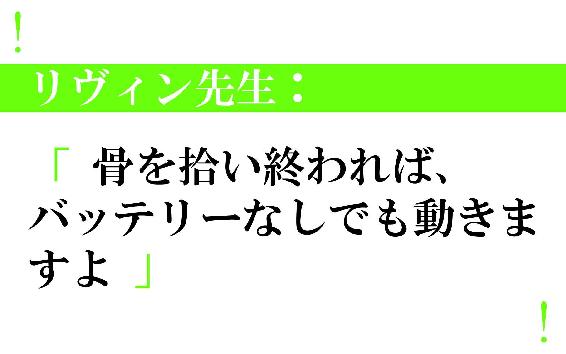 !
リヴィン先生：
「 骨を拾い終われば、
バッテリーなしでも動きま
すよ 」
!